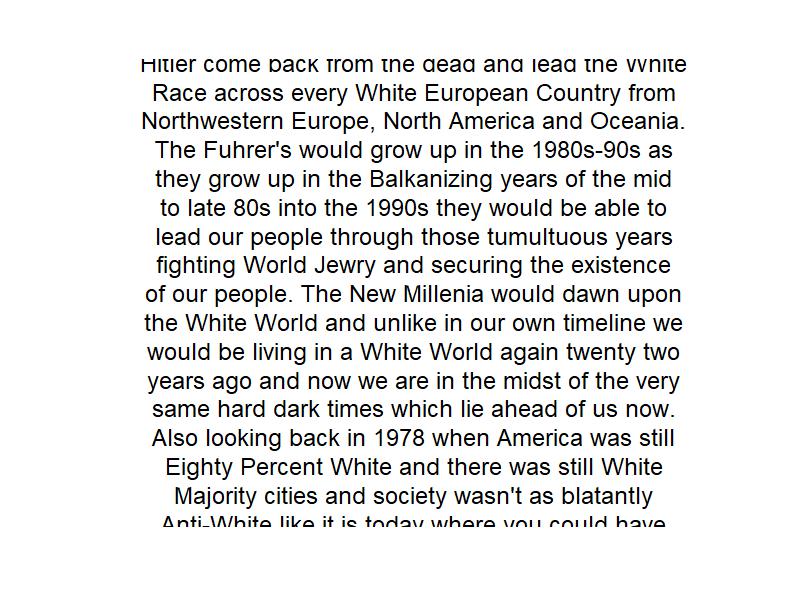 Hitler come back from the dead and lead the White
Race across every White European Country from
Northwestern Europe, North America and Oceania.
The Fuhrer's would grow up in the 1980s-90s as
they grow up in the Balkanizing years of the mid
to late 80s into the 1990s they would be able to
lead our people through those tumultuous years
fighting World Jewry and securing the existence
of our people. The New Millenia would dawn upon
the White World and unlike in our own timeline we
would be living in a White World again twenty two
years ago and now we are in the midst of the very
same hard dark times which lie ahead of us now.
Also looking back in 1978 when America was still
Eighty Percent White and there was still White
Majority cities and society wasn't as blatantly
Anti-White like it is today where you could have